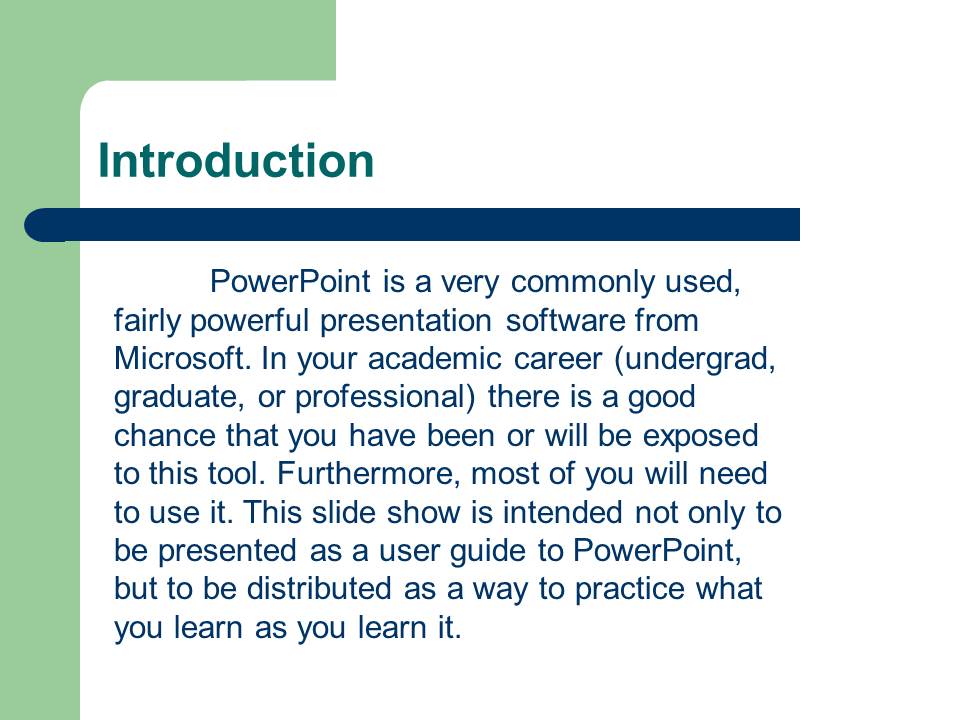 Introduction
PowerPoint is a very commonly used,
fairly powerful presentation software from
Microsoft. In your academic career (undergrad,
graduate, or professional) there is a good
chance that you have been or will be exposed
to this tool. Furthermore, most of you will need
to use it. This slide show is intended not only to
be presented as a user guide to PowerPoint,
but to be distributed as a way to practice what
you learn as you learn it.